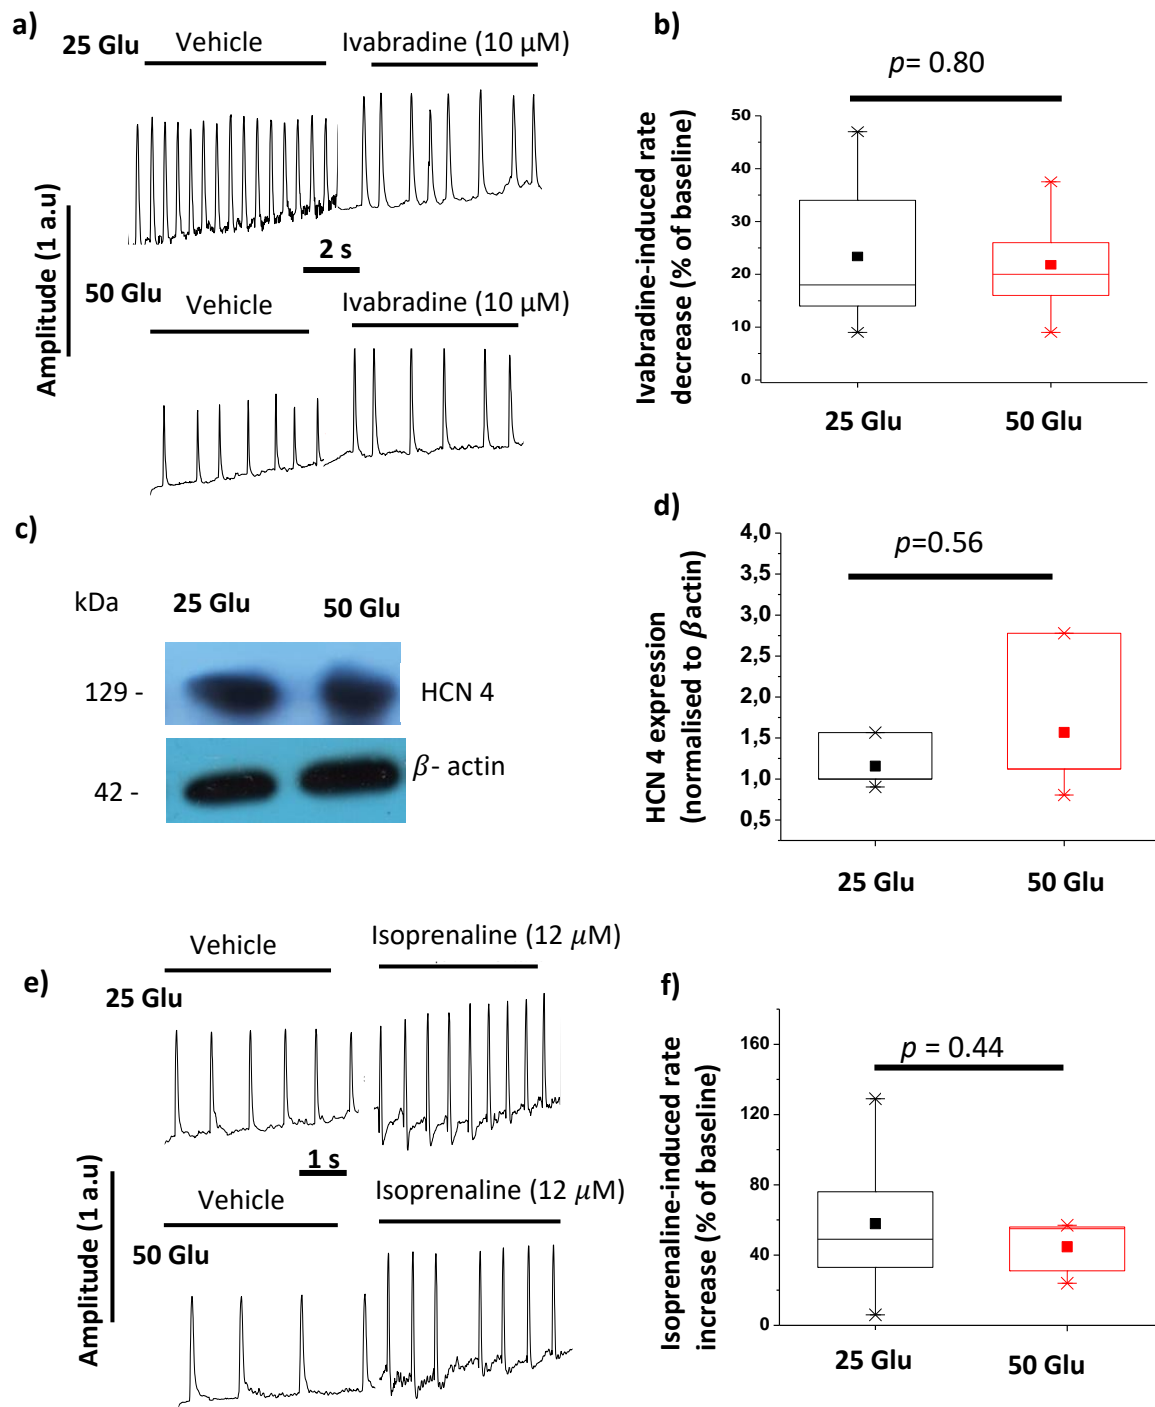 a)
25 Glu
Vehicle
Ivabradine (10 µM)
Amplitude (1 a.u)
2 s
50 Glu
Vehicle
Ivabradine (10 µM)
b)
p= 0.80
Ivabradine-induced rate
decrease (% of baseline)
50
40
30
20
10
0
25 Glu
50 Glu
c)
kDa
25 Glu
50 Glu
129 -
HCN 4
42 -
β- actin
d)
p=0.56
HCN 4 expression
(normalised to β actin)
4,0
3,5
3,0
2,5
2,0
1,5
1,0
0,5
25 Glu
50 Glu
e)
Vehicle
Isoprenaline (12 µM)
25 Glu
1 s
Amplitude (1 a.u)
Vehicle
Isoprenaline (12 µM)
50 Glu
f)
p = 0.44
Isoprenaline-induced rate
increase (% of baseline)
160
120
80
40
0
25 Glu
50 Glu